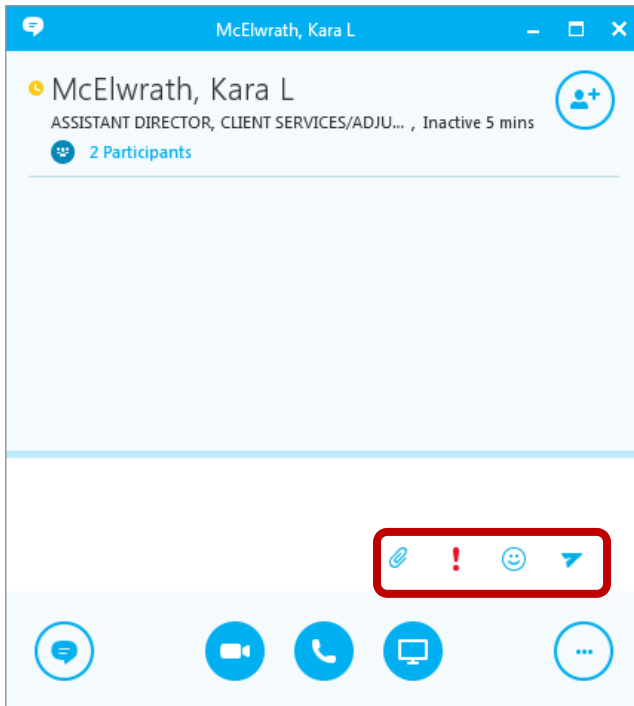 McElwrath, Kara L
McElwrath, Kara L
ASSISTANT DIRECTOR, CLIENT SERVICES/ADJU... , Inactive 5 mins
2 Participants